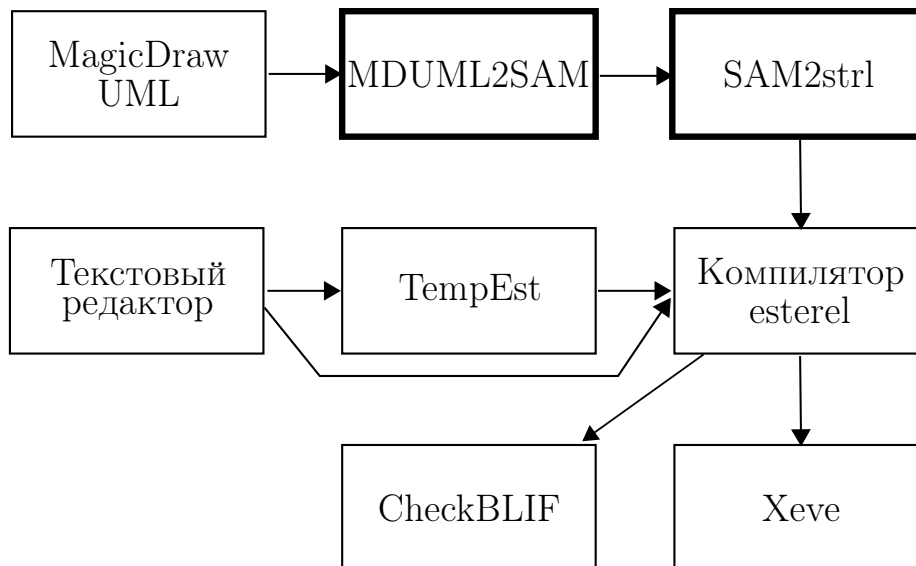 MagicDraw
UML
MDUML2SAM
SAM2strl
Текстовый
редактор
TempEst
Компилятор
esterel
CheckBLIF
Xeve